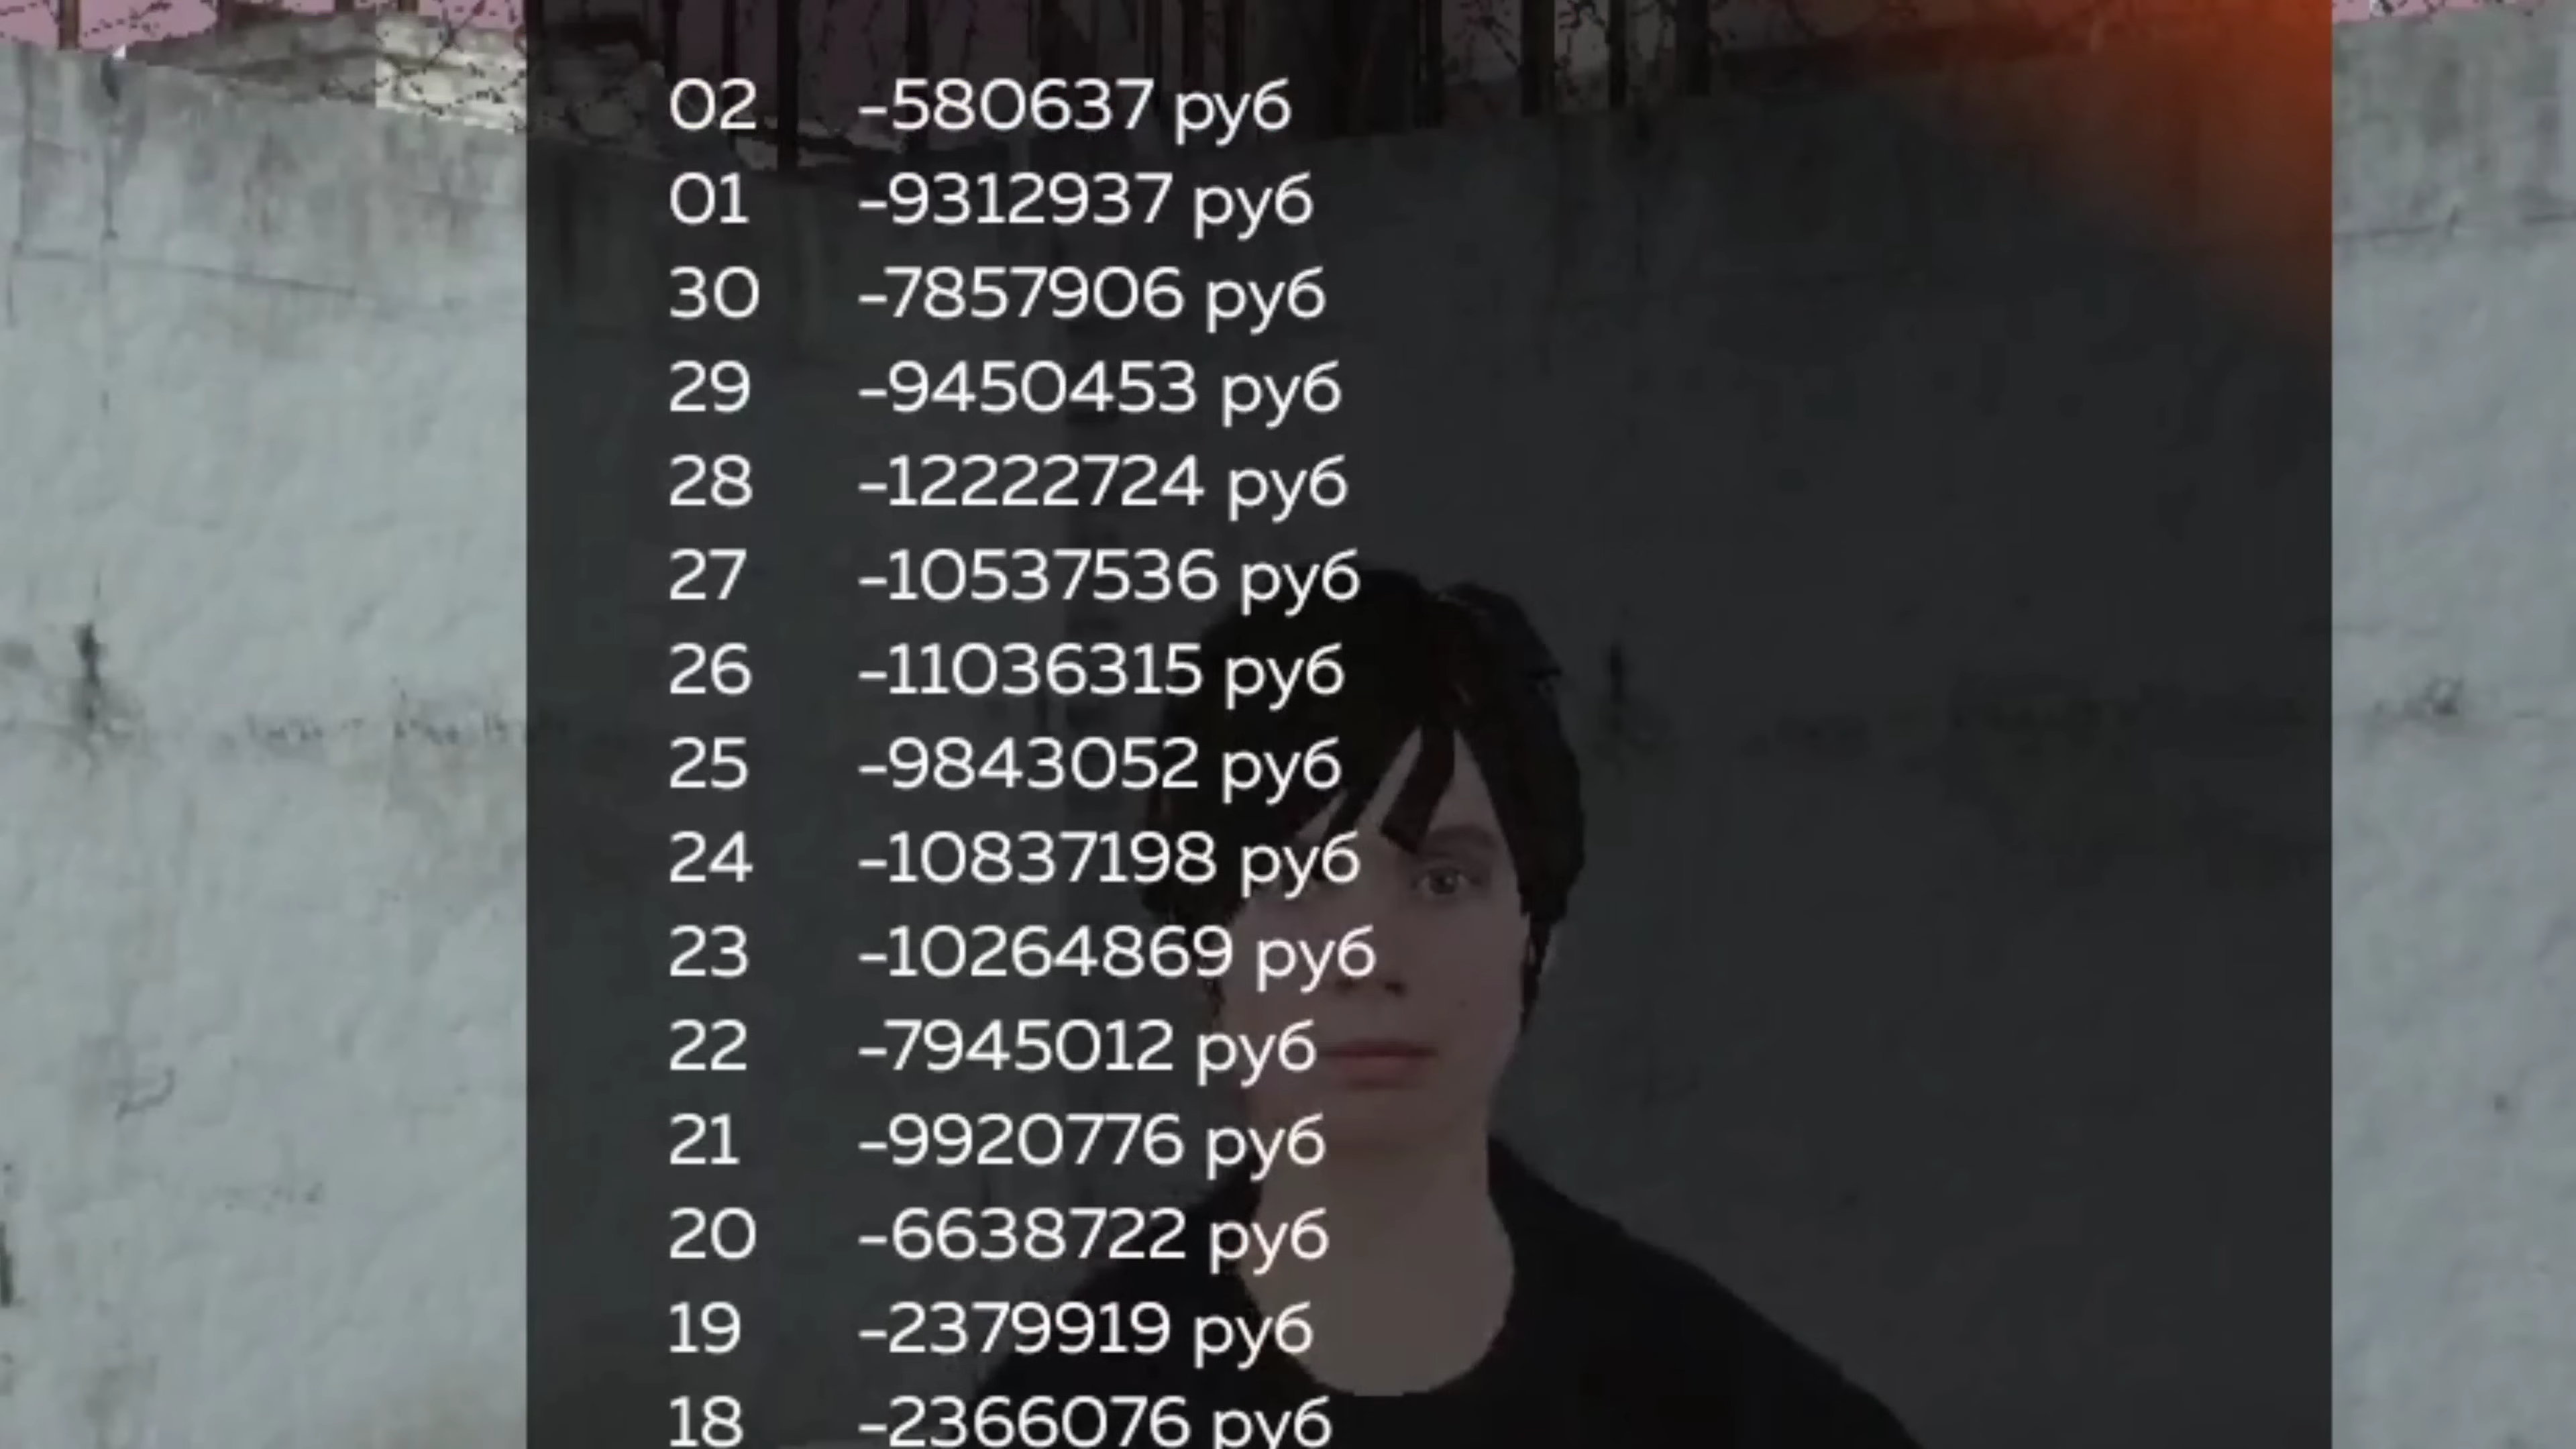 02 -580637 руб
01 -9312937 руб
30 -7857906 руб
29 -9450453 руб
28 -12222724 руб
27 -10537536 руб
26 -11036315 руб
25 -9843052 руб
24 -10837198 руб
23 -10264869 руб
22 -7945012 руб
21 -9920776 руб
20 -6638722 руб
19 -2379919 руб
18 -2366076 руб